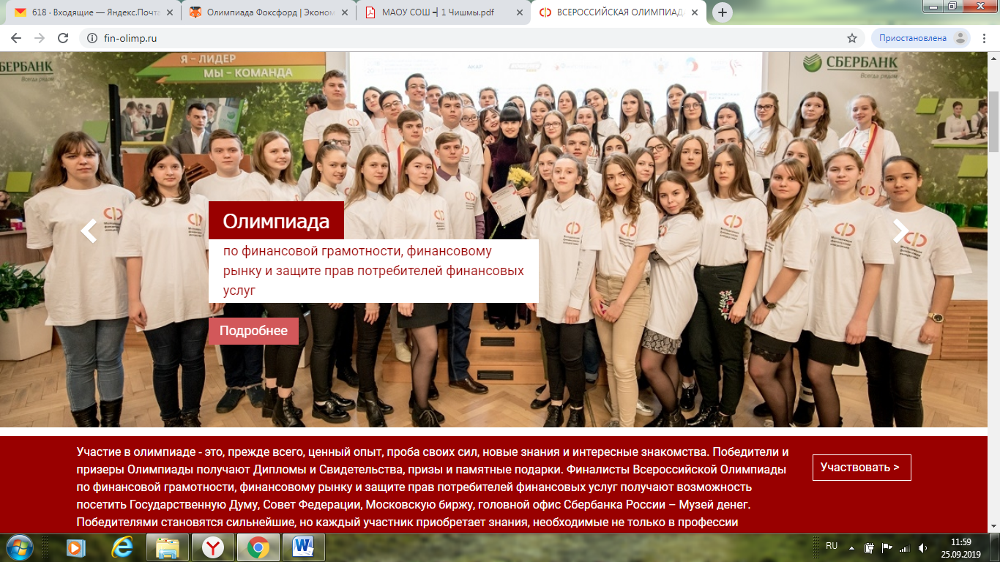 618 · Входящие — Яндекс.Почта
Олимпиада Фоксфорд | Эконом
МАОУ СОШ ┥1 Чишмы.pdf
ВСЕРОССИЙСКАЯ ОЛИМПИАДА
fin-olimp.ru
Приостановлена
Я - ЛИДЕР
МЫ - КОМАНДА
СБЕРБАНК
Всегда рядом
СБЕРБАНК
Всегда рядом
Олимпиада
по финансовой грамотности, финансовому
рынку и защите прав потребителей финансовых
услуг
Подробнее
Участие в олимпиаде - это, прежде всего, ценный опыт, проба своих сил, новые знания и интересные знакомства. Победители и
призеры Олимпиады получают Дипломы и Свидетельства, призы и памятные подарки. Финалисты Всероссийской Олимпиады
по финансовой грамотности, финансовому рынку и защите прав потребителей финансовых услуг получают возможность
посетить Государственную Думу, Совет Федерации, Московскую биржу, головной офис Сбербанка России – Музей денег.
Победителями становятся сильнейшие, но каждый участник приобретает знания, необходимые не только в профессии
Участвовать >
RU
11:59
25.09.2019